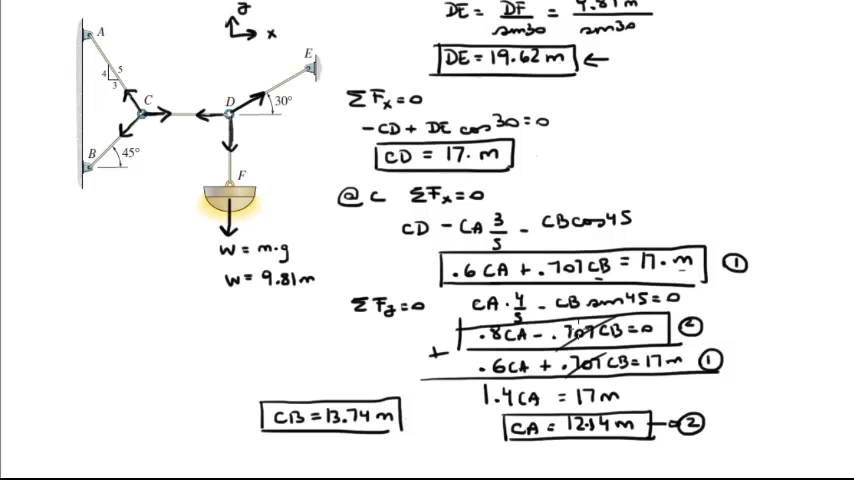 DE = DF/sin30 = 9.81m/sin30
DE = 19.62 m ←
y
x
A
5
4
3
E
C
D
30°
B
45°
F
W = m.g
W = 9.81m
ΣFx=0
-CD + DE cos30=0
CD = 17. m
@ C ΣFx=0
CD - CA 3/5 - CBcos45
.6 CA + .707 CB = 17. m ①
ΣFy=0 CA . 4/5 - CB sin45=0
.8CA - .707CB=0 ②
+ .6CA + .707CB=17m ①
1.4CA = 17m
CB = 13.74 m
CA = 12.14 m → ②